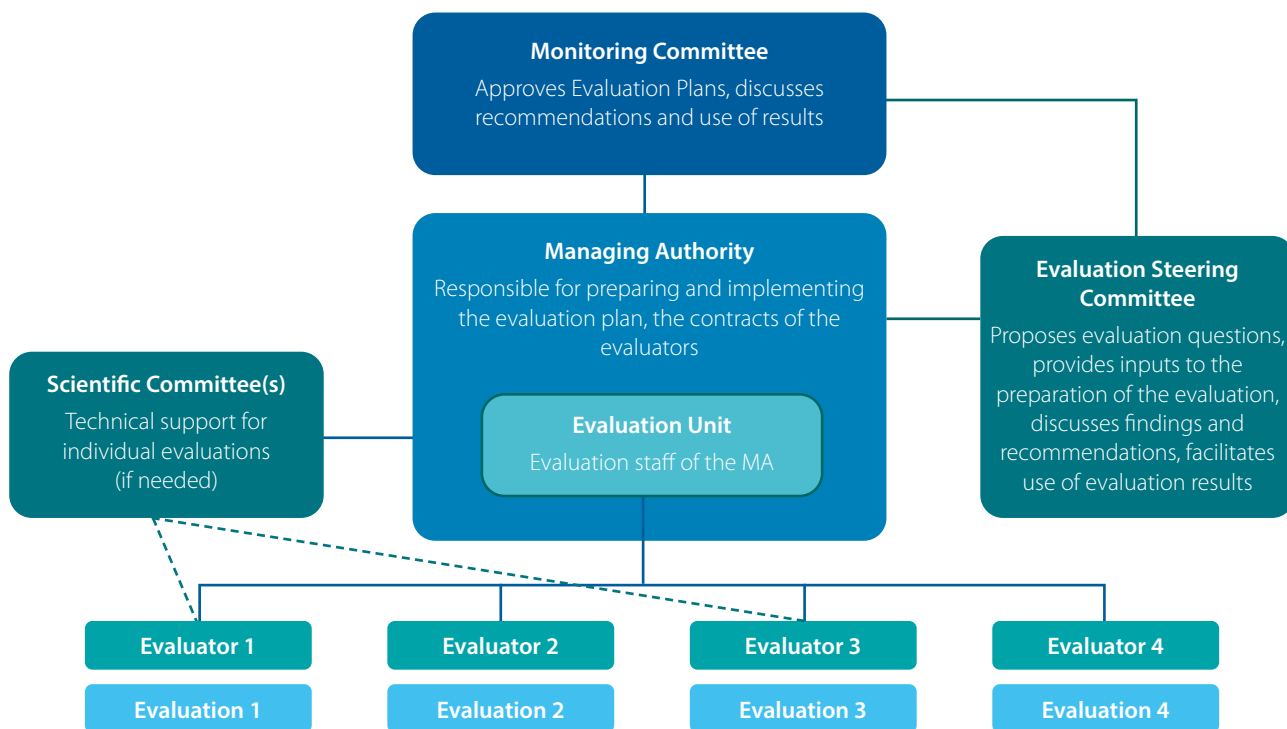 Monitoring Committee
Approves Evaluation Plans, discusses
recommendations and use of results
Managing Authority
Responsible for preparing and implementing
the evaluation plan, the contracts of the
evaluators
Evaluation Unit
Evaluation staff of the MA
Scientific Committee(s)
Technical support for
individual evaluations
(if needed)
Evaluation Steering
Committee
Proposes evaluation questions,
provides inputs to the
preparation of the evaluation,
discusses findings and
recommendations, facilitates
use of evaluation results
Evaluator 1
Evaluator 2
Evaluator 3
Evaluator 4
Evaluation 1
Evaluation 2
Evaluation 3
Evaluation 4